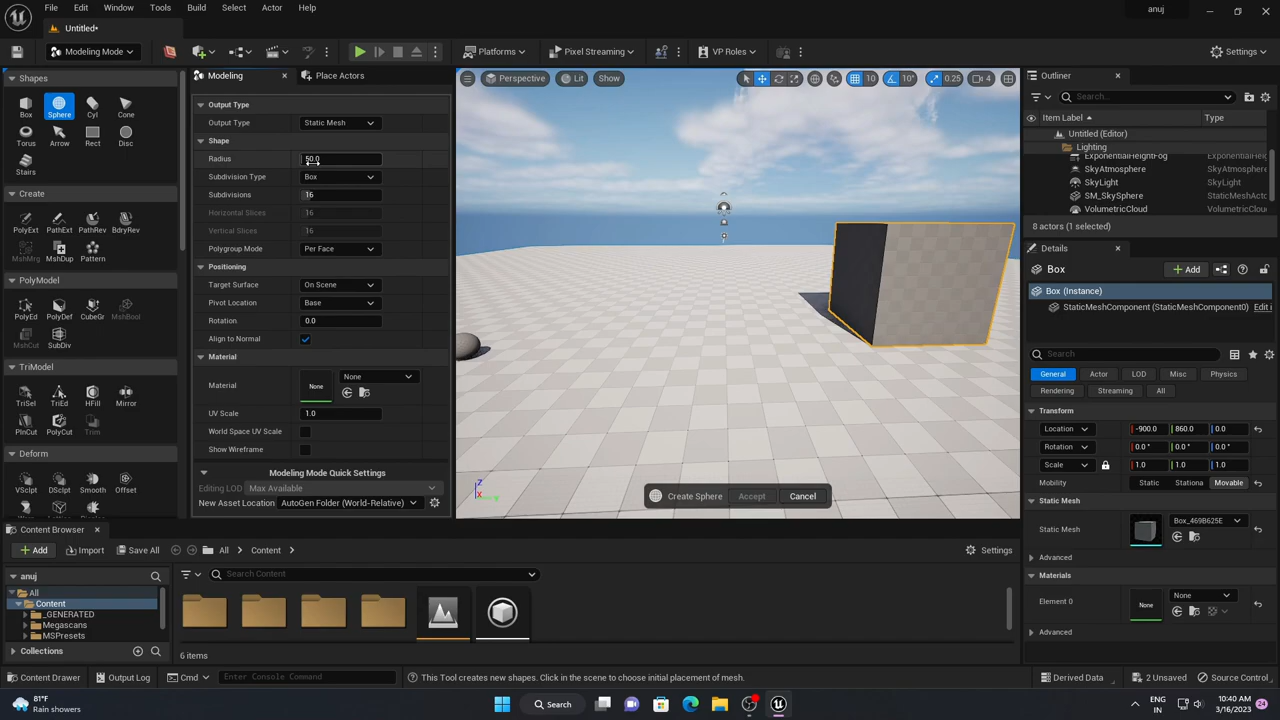 File Edit Window Tools Build Select Actor Help
anuj
Untitled*
Modeling Mode
Platforms
Pixel Streaming
VP Roles
Settings
Shapes
Box Sphere Cyl Cone
Torus Arrow Rect Disc
Stairs
Create
PolyExt PathExt PathRev BdryRev
MshMrg MshDup Pattern
PolyModel
PolyEd PolyDef CubeGr MshBool
MshCut SubDiv
TriModel
TriSel TriEd HFill Mirror
PlnCut PolyCut Trim
Deform
VSclpt DSclpt Smooth Offset
Modeling
Place Actors
Output Type
Output Type Static Mesh
Shape
Radius 50.0
Subdivision Type Box
Subdivisions 16
Horizontal Slices 16
Vertical Slices 16
Polygroup Mode Per Face
Positioning
Target Surface On Scene
Pivot Location Base
Rotation 0.0
Align to Normal
Material
Material None None
UV Scale 1.0
World Space UV Scale
Show Wireframe
Modeling Mode Quick Settings
Editing LOD Max Available
New Asset Location AutoGen Folder (World-Relative)
Perspective Lit Show
10 10° 0.25 4
Z
X Y
Create Sphere Accept Cancel
Outliner
Search...
Item Label Type
Untitled (Editor)
Lighting
ExponentialHeightFog ExponentialHeig
SkyAtmosphere SkyAtmosphere
SkyLight SkyLight
SM_SkySphere StaticMeshActo
VolumetricCloud VolumetricCloud
8 actors (1 selected)
Details
Box
Add
Box (Instance)
StaticMeshComponent (StaticMeshComponent0) Edit i
Search
General Actor LOD Misc Physics
Rendering Streaming All
Transform
Location -900.0 860.0 0.0
Rotation 0.0 ° 0.0 ° 0.0 °
Scale 1.0 1.0 1.0
Mobility Static Stationa Movable
Static Mesh
Static Mesh Box_469B625E
Advanced
Materials
Element 0 None None
Advanced
Content Browser
Add Import Save All All Content Settings
anuj
Search Content
All
Content
_GENERATED
Megascans
MSPresets
Collections
6 items
Content Drawer Output Log Cmd Enter Console Command
This Tool creates new shapes. Click in the scene to choose initial placement of mesh.
Derived Data 2 Unsaved Source Control
81°F
Rain showers
Search
ENG
IN
10:40 AM
3/16/2023